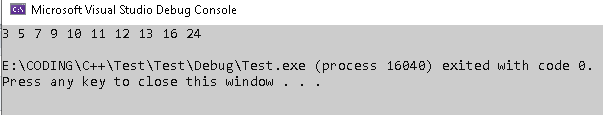 Microsoft Visual Studio Debug Console
3 5 7 9 10 11 12 13 16 24
E:\CODING\C++\Test\Test\Debug\Test.exe (process 16040) exited with code 0.
Press any key to close this window . . .